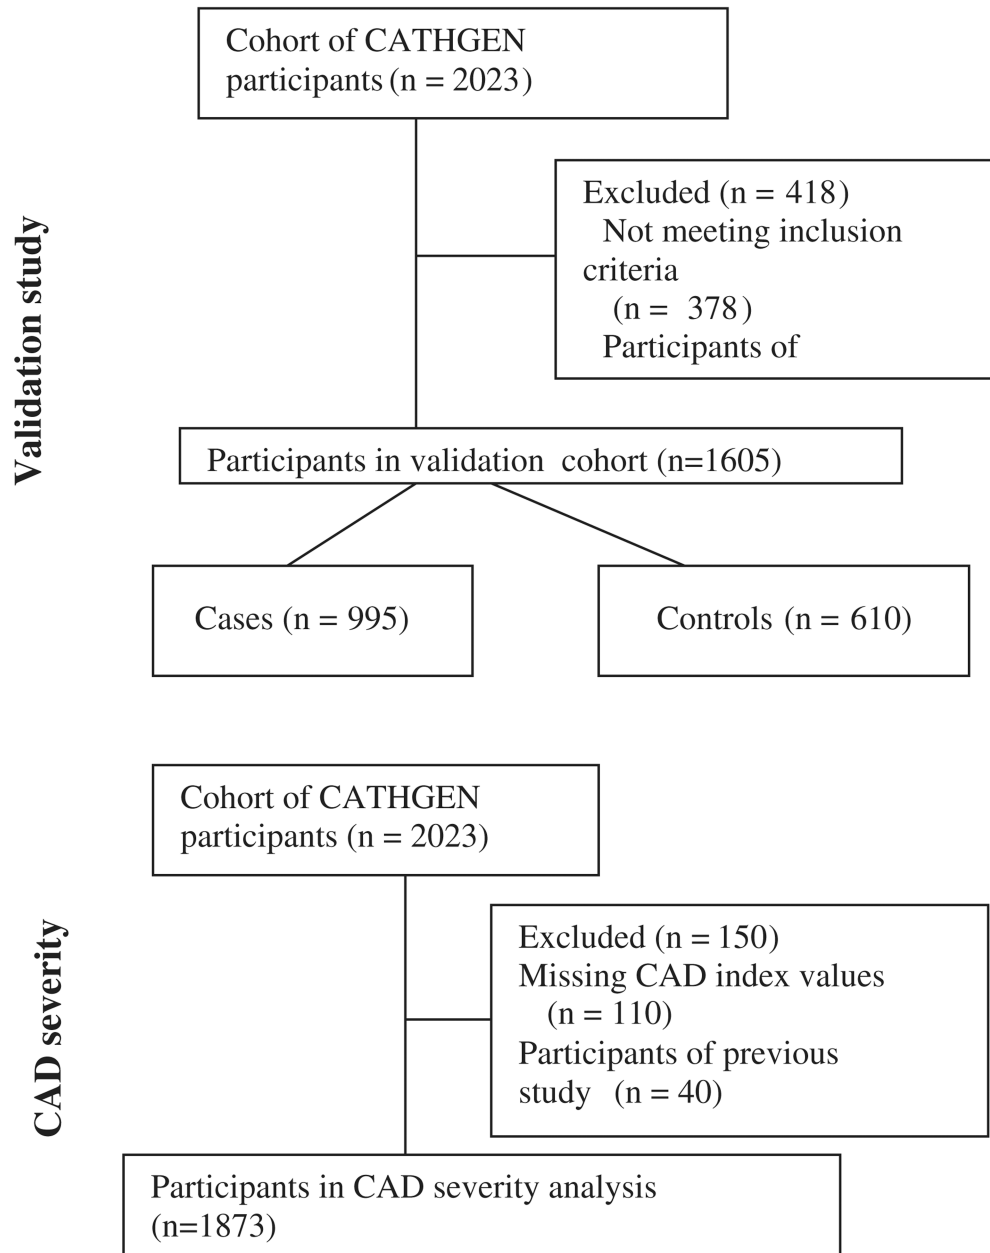 Validation study
Cohort of CATHGEN
participants (n = 2023)
Excluded (n = 418)
Not meeting inclusion
criteria
(n = 378)
Participants of
Participants in validation cohort (n=1605)
Cases (n = 995)
Controls (n = 610)
CAD severity
Cohort of CATHGEN
participants (n = 2023)
Excluded (n = 150)
Missing CAD index values
(n = 110)
Participants of previous
study (n = 40)
Participants in CAD severity analysis
(n=1873)